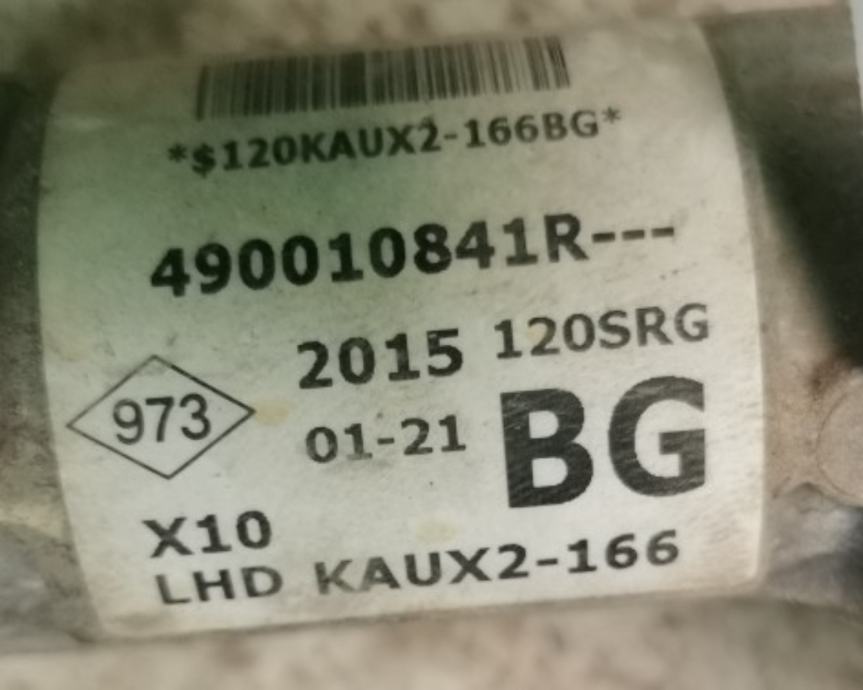 *$120KAUX2-166BG*
490010841R---
2015 120SRG
973
01-21
BG
X10
LHD KAUX2-166